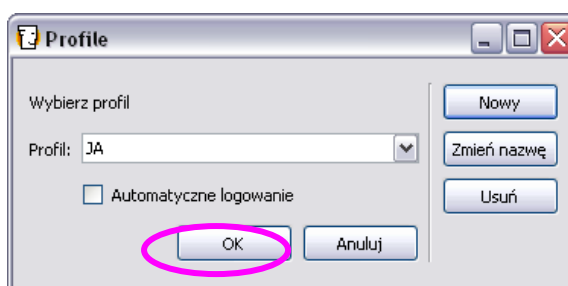 Profile
Wybierz profil
Profil: JA
Automatyczne logowanie
OK Anuluj
Nowy
Zmień nazwę
Usuń